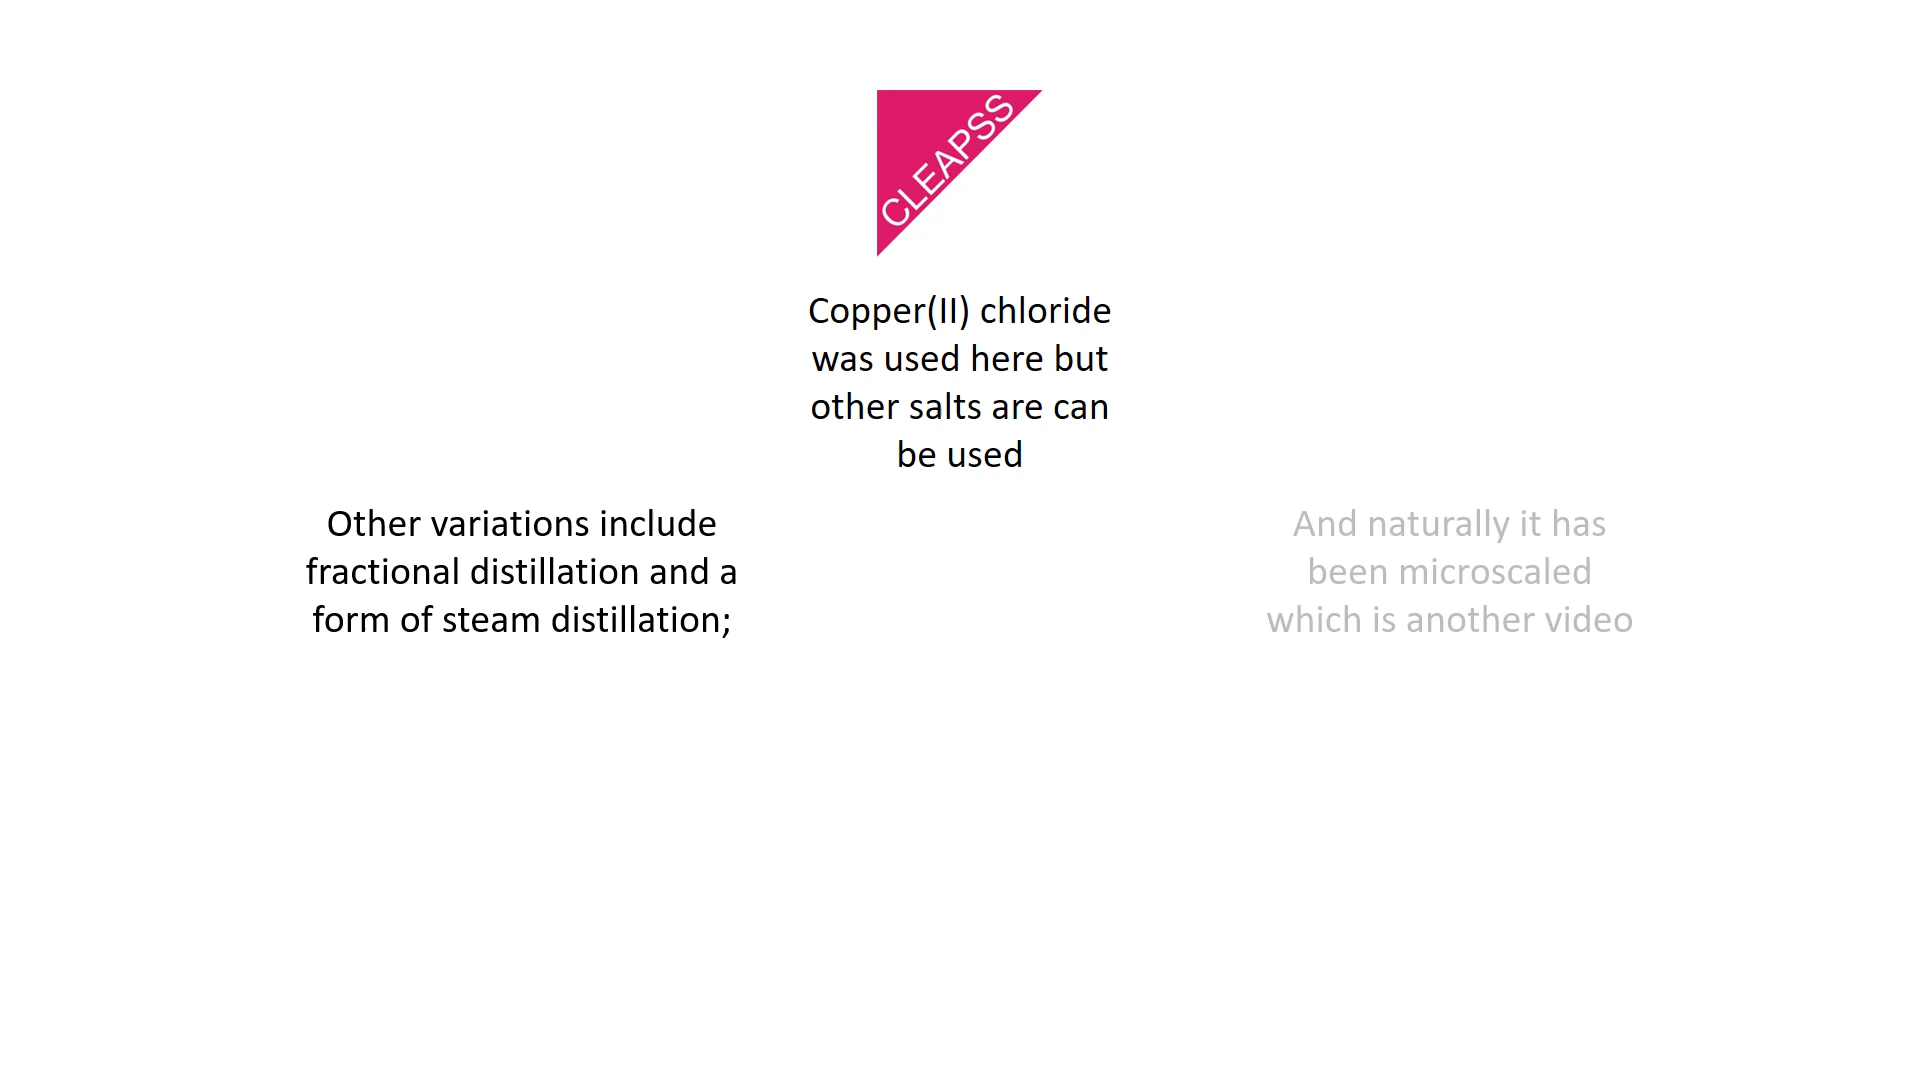 CLEAPSS
Copper(II) chloride
was used here but
other salts are can
be used
Other variations include
fractional distillation and a
form of steam distillation;
And naturally it has
been microscaled
which is another video